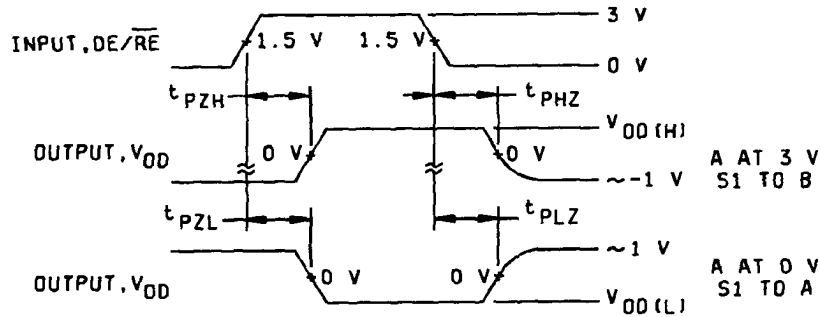 3 V
INPUT, DE/R̅E̅
1.5 V 1.5 V
0 V
tPZH tPHZ
VOD(H)
OUTPUT, VOD
0 V 0 V
A AT 3 V
~-1 V
S1 TO B
tPZL tPLZ
~1 V
A AT 0 V
OUTPUT, VOD
0 V 0 V
S1 TO A
VOD(L)